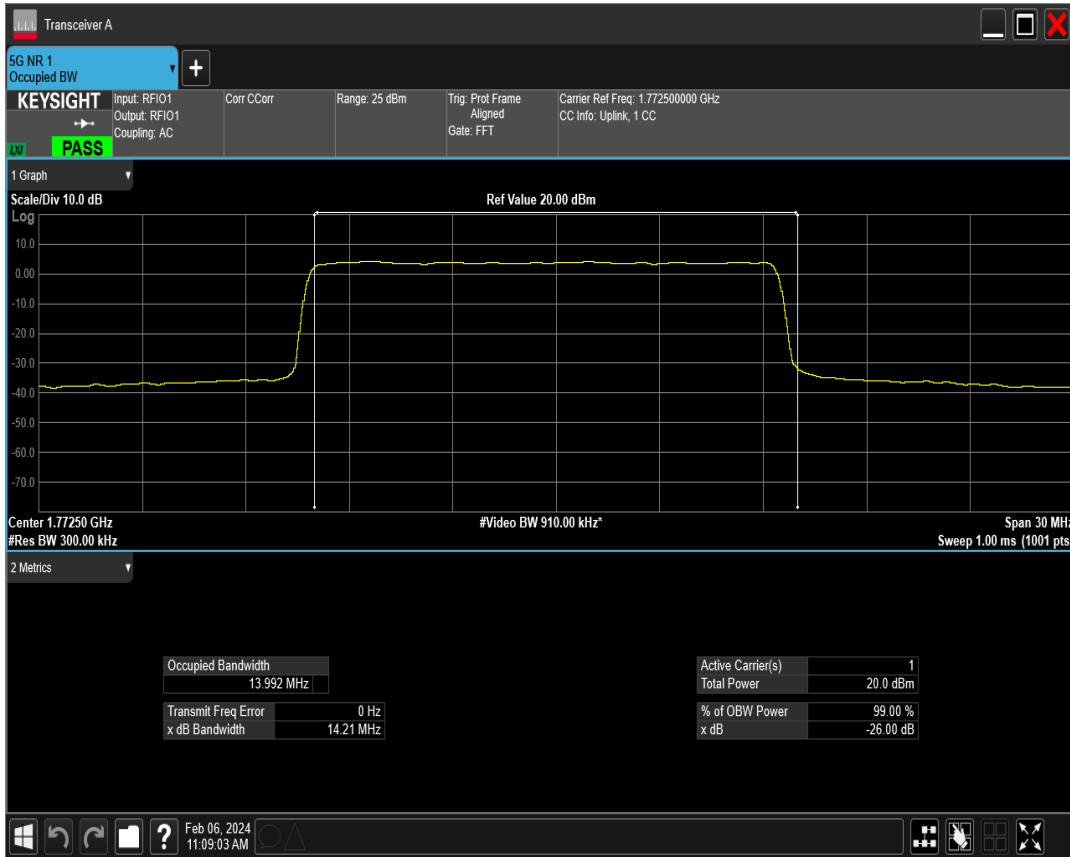 Transceiver A
5G NR 1
Occupied BW
KEYSIGHT
LXI
PASS
Input: RFIO1
Output: RFIO1
Coupling: AC
Corr CCorr
Range: 25 dBm
Trig: Prot Frame
Aligned
Gate: FFT
Carrier Ref Freq: 1.772500000 GHz
CC Info: Uplink, 1 CC
1 Graph
Scale/Div 10.0 dB
Ref Value 20.00 dBm
Log
10.0
0.00
-10.0
-20.0
-30.0
-40.0
-50.0
-60.0
-70.0
Center 1.77250 GHz
#Video BW 910.00 kHz*
Span 30 MHz
#Res BW 300.00 kHz
Sweep 1.00 ms (1001 pts
2 Metrics
Occupied Bandwidth
13.992 MHz
Transmit Freq Error 0 Hz
x dB Bandwidth 14.21 MHz
Active Carrier(s) 1
Total Power 20.0 dBm
% of OBW Power 99.00 %
x dB -26.00 dB
?
Feb 06, 2024
11:09:03 AM